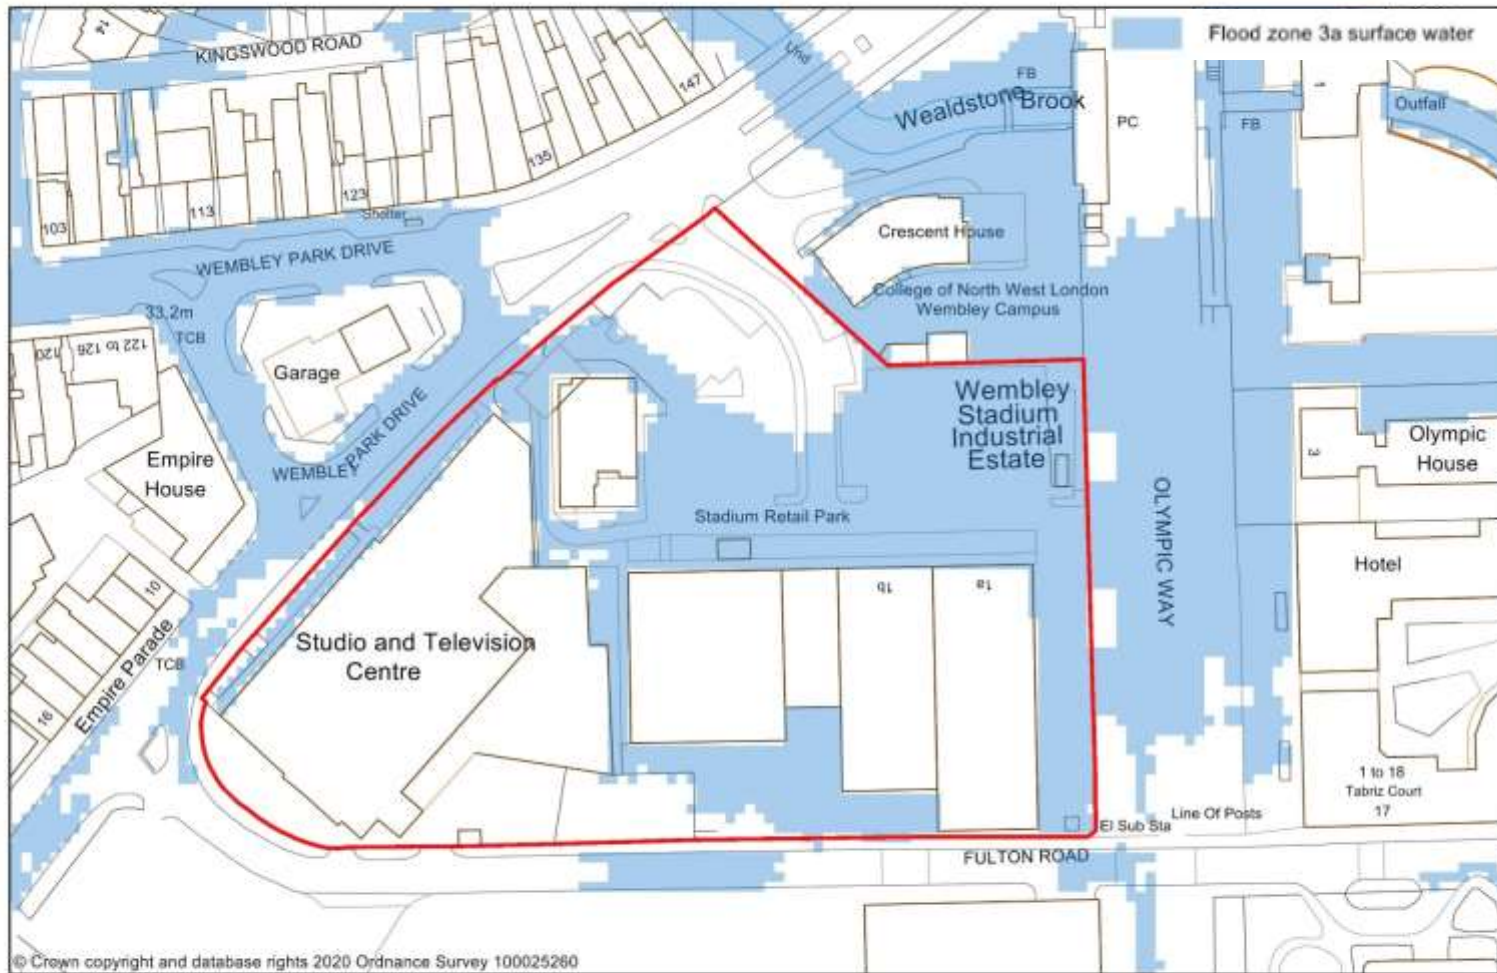 Flood zone 3a surface water
14
KINGSWOOD ROAD
Und
147
FB
Wealdstone Brook
PC
FB
1
Outfall
135
123
113
103
Shelter
WEMBLEY PARK DRIVE
Crescent House
33.2m
TCB
College of North West London
Wembley Campus
120
122 to 126
Garage
Wembley
Stadium
Industrial
Estate
WEMBLEY PARK DRIVE
Empire
House
3
Olympic
House
Stadium Retail Park
OLYMPIC WAY
Hotel
10
1b
1a
Studio and Television
Centre
Empire Parade
TCB
16
1 to 18
Tabriz Court
17
Line Of Posts
El Sub Sta
FULTON ROAD
© Crown copyright and database rights 2020 Ordnance Survey 100025260